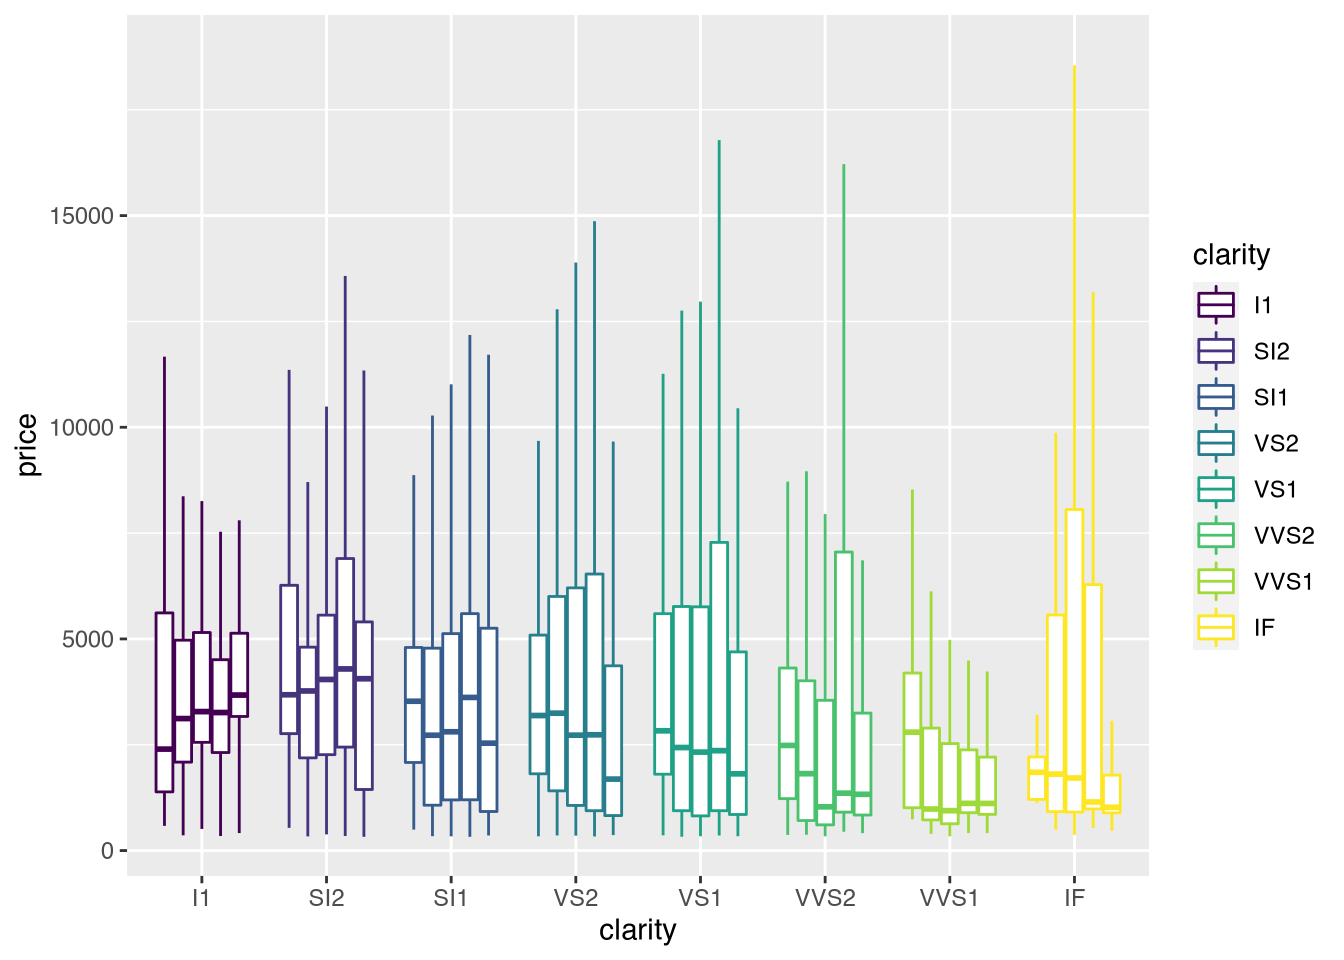 15000
10000
5000
0
price
I1 SI2 SI1 VS2 VS1 VVS2 VVS1 IF
clarity
clarity
I1
SI2
SI1
VS2
VS1
VVS2
VVS1
IF